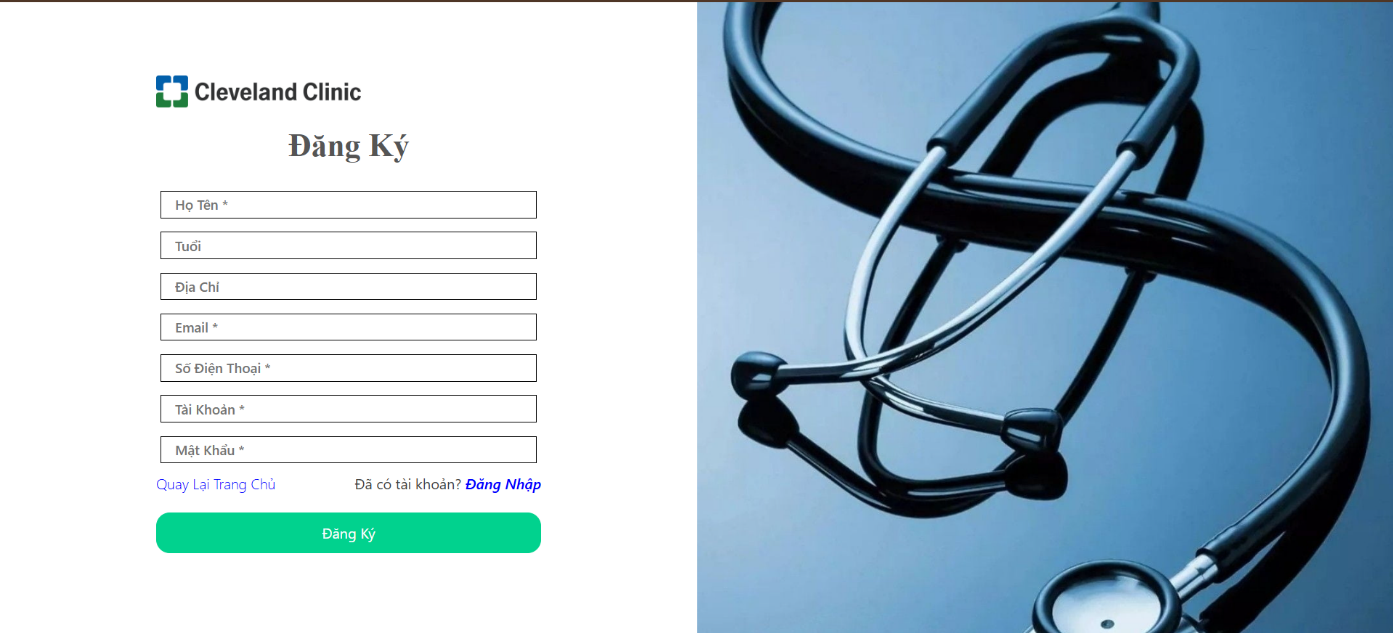 Cleveland Clinic
Đăng Ký
Họ Tên *
Tuổi
Địa Chỉ
Email *
Số Điện Thoại *
Tài Khoản *
Mật Khẩu *
Quay Lại Trang Chủ Đã có tài khoản? Đăng Nhập
Đăng Ký